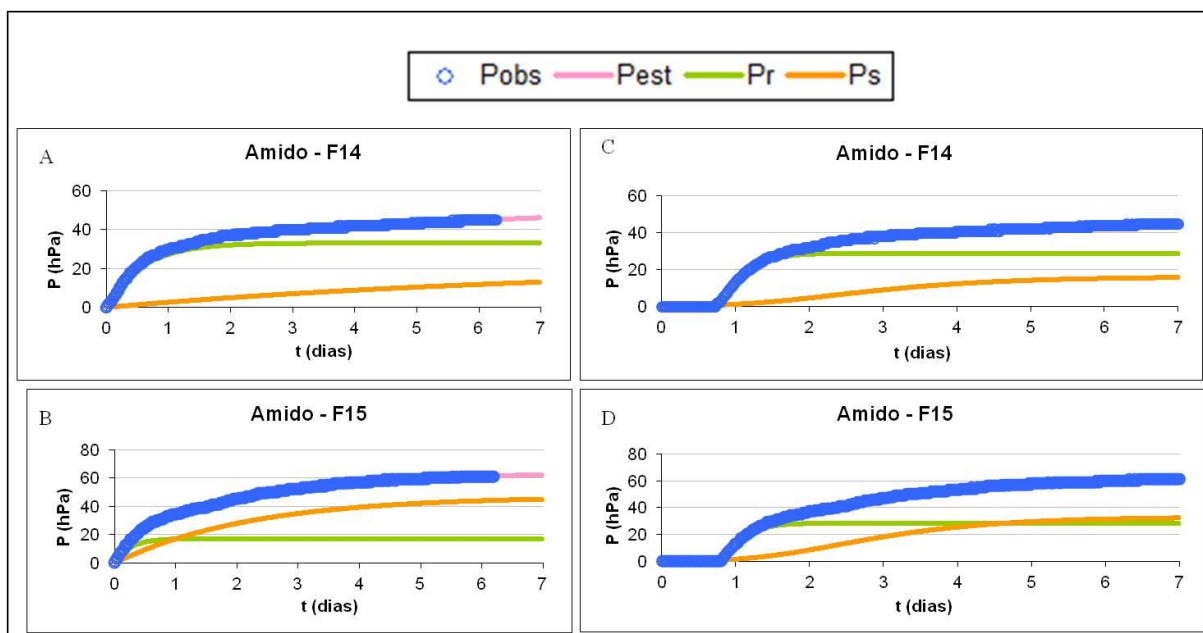 Pobs Pest Pr Ps
A
Amido - F14
P (hPa)
60
40
20
0
0 1 2 3 4 5 6 7
t (dias)
C
Amido - F14
P (hPa)
60
40
20
0
0 1 2 3 4 5 6 7
t (dias)
B
Amido - F15
P (hPa)
80
60
40
20
0
0 1 2 3 4 5 6 7
t (dias)
D
Amido - F15
P (hPa)
80
60
40
20
0
0 1 2 3 4 5 6 7
t (dias)